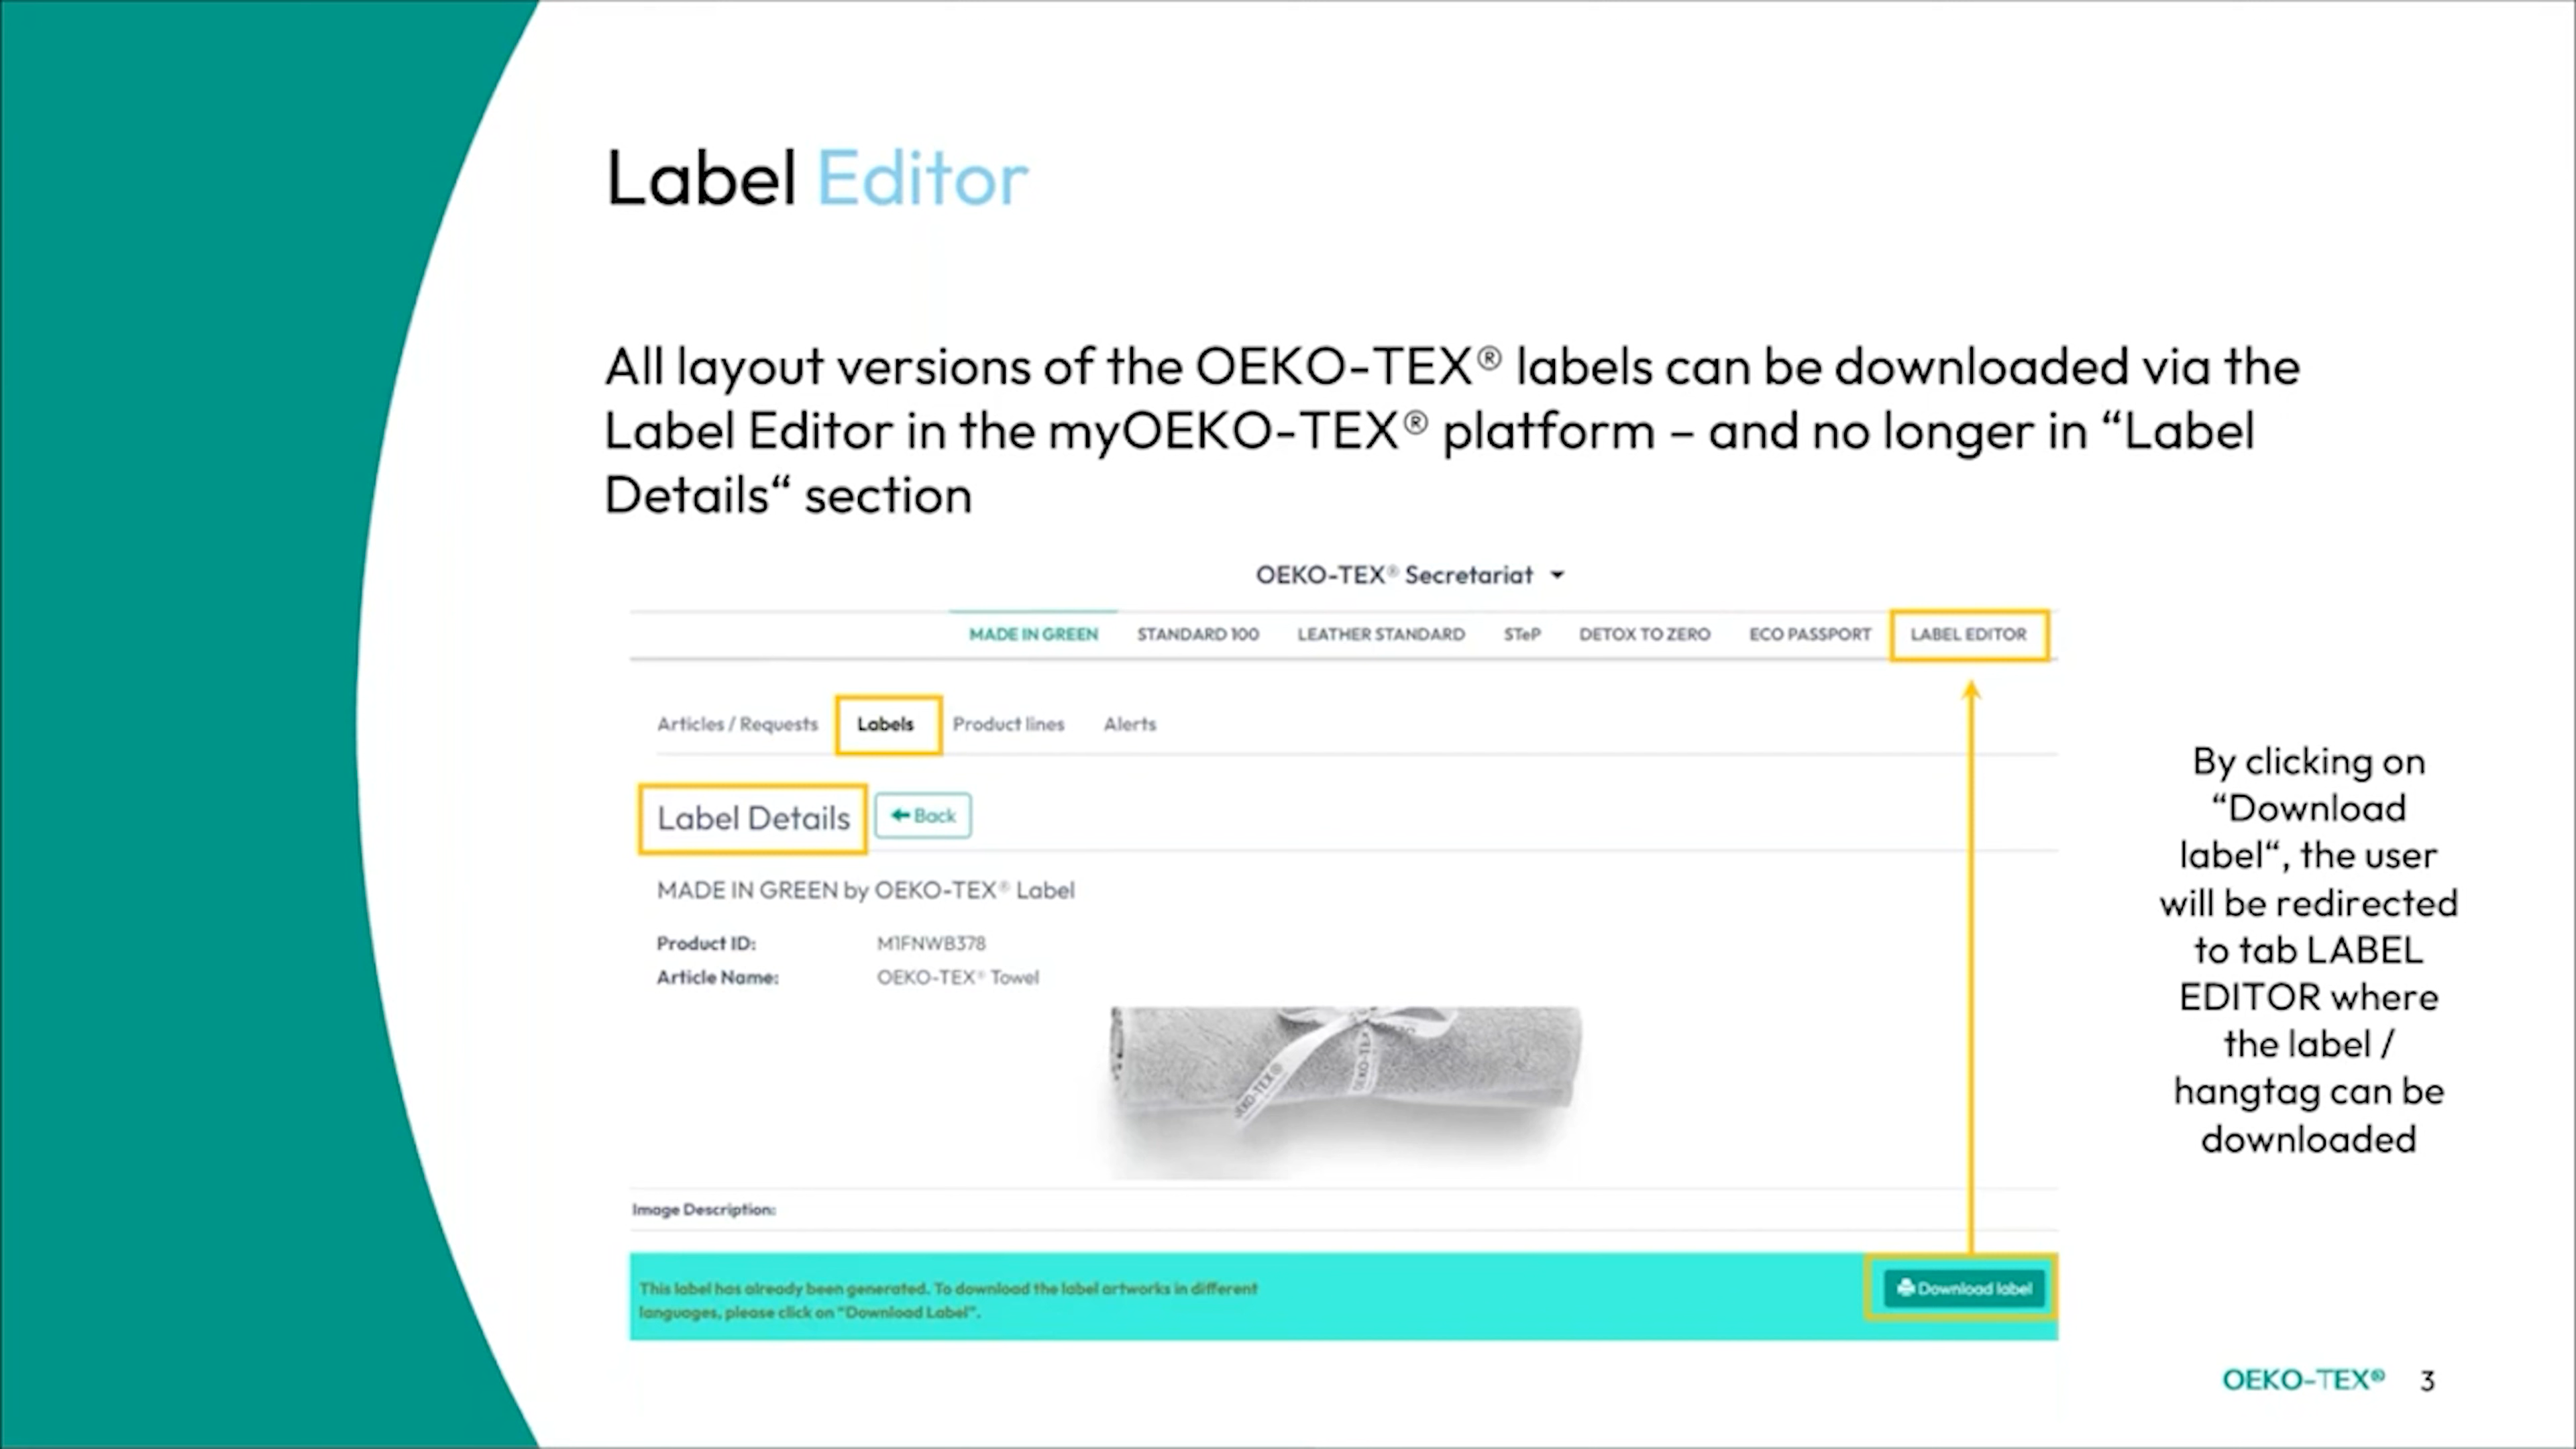 Label Editor
All layout versions of the OEKO-TEX® labels can be downloaded via the
Label Editor in the myOEKO-TEX® platform – and no longer in “Label
Details“ section
OEKO-TEX® Secretariat
MADE IN GREEN STANDARD 100 LEATHER STANDARD STeP DETOX TO ZERO ECO PASSPORT LABEL EDITOR
Articles / Requests Labels Product lines Alerts
Label Details Back
MADE IN GREEN by OEKO-TEX® Label
Product ID: M1FNWB378
Article Name: OEKO-TEX® Towel
OEKO-TEX®
OEKO-TEX
Image Description:
This label has already been generated. To download the label artworks in different
languages, please click on "Download Label".
Download label
By clicking on
“Download
label“, the user
will be redirected
to tab LABEL
EDITOR where
the label /
hangtag can be
downloaded
OEKO-TEX® 3